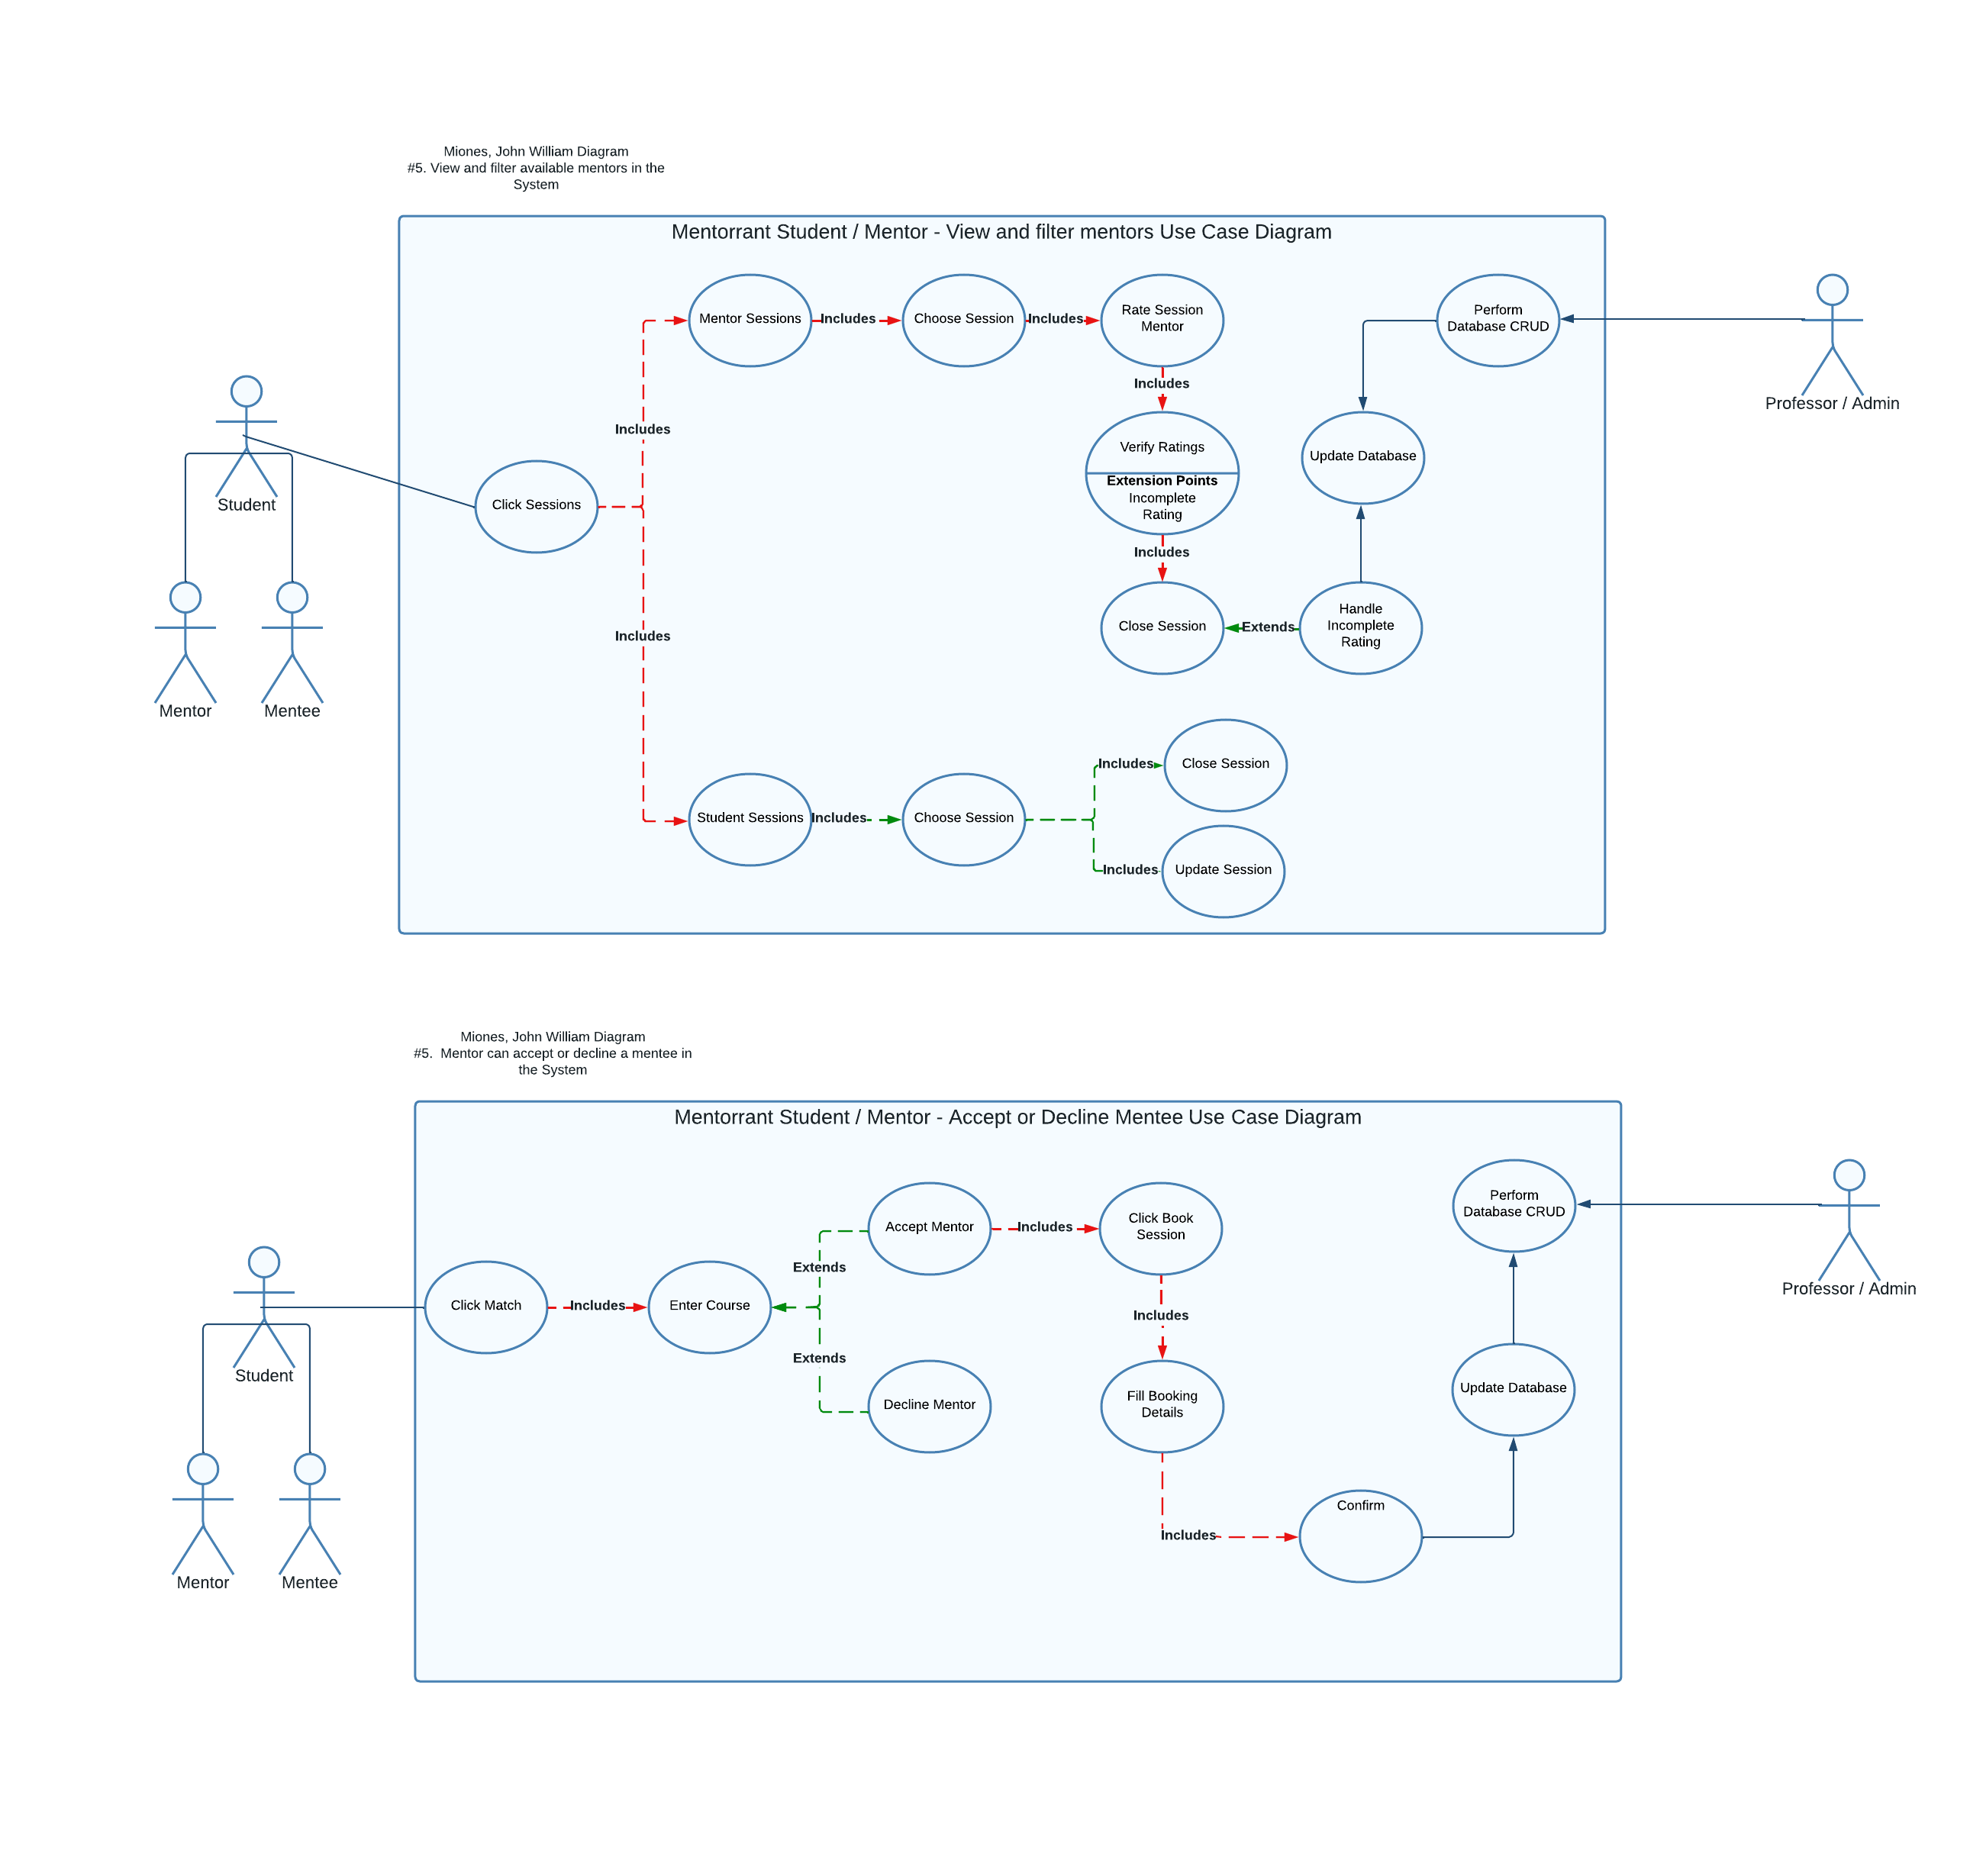 Miones, John William Diagram
#5. View and filter available mentors in the
System
Mentorrant Student / Mentor - View and filter mentors Use Case Diagram
Mentor Sessions
Includes
Choose Session
Includes
Rate Session
Mentor
Perform
Database CRUD
Professor / Admin
Includes
Includes
Verify Ratings
Extension Points
Incomplete
Rating
Update Database
Student
Click Sessions
Includes
Includes
Close Session
Extends
Handle
Incomplete
Rating
Mentor
Mentee
Student Sessions
Includes
Choose Session
Includes
Close Session
Includes
Update Session
Miones, John William Diagram
#5.  Mentor can accept or decline a mentee in
the System
Mentorrant Student / Mentor - Accept or Decline Mentee Use Case Diagram
Accept Mentor
Includes
Click Book
Session
Perform
Database CRUD
Professor / Admin
Student
Click Match
Includes
Enter Course
Extends
Extends
Includes
Decline Mentor
Fill Booking
Details
Update Database
Includes
Confirm
Mentor
Mentee